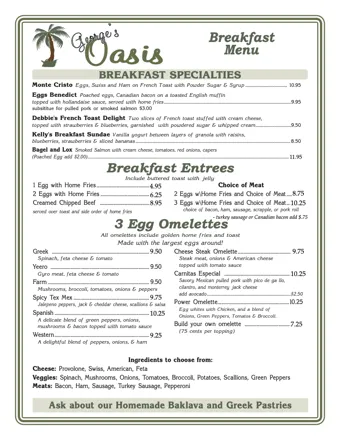 George's
Oasis
Breakfast
Menu
BREAKFAST SPECIALTIES
Monte Cristo Eggs, Swiss and Ham on French Toast with Powder Sugar & Syrup 10.95
Eggs Benedict Poached eggs, Canadian bacon on a toasted English muffin
topped with hollandaise sauce, served with home fries 9.95
substitute for pulled pork or smoked salmon $3.00
Debbie's French Toast Delight Two slices of French toast stuffed with cream cheese,
topped with strawberries & blueberries, garnished with powdered sugar & whipped cream 9.50
Kelly's Breakfast Sundae Vanilla yogurt between layers of granola with raisins,
blueberries, strawberries & sliced bananas 8.50
Bagel and Lox Smoked Salmon with cream cheese, tomatoes, red onions, capers
(Poached Egg add $2.00) 11.95
Breakfast Entrees
Include buttered toast with jelly
1 Egg with Home Fries 4.95
2 Eggs with Home Fries 6.25
Creamed Chipped Beef 8.95
served over toast and side order of home fries
Choice of Meat
2 Eggs w\Home Fries and Choice of Meat 8.75
3 Eggs w\Home Fries and Choice of Meat 10.25
choice of bacon, ham, sausage, scrapple, or pork roll
- turkey sausage or Canadian bacon add $.75
3 Egg Omelettes
All omelettes include golden home fries and toast
Made with the largest eggs around!
Greek 9.50
Spinach, feta cheese & tomato
Yeero 9.50
Gyro meat, feta cheese & tomato
Farm 9.50
Mushrooms, broccoli, tomatoes, onions & peppers
Spicy Tex Mex 9.75
Jalapeno peppers, jack & cheddar cheese, scallions & salsa
Spanish 10.25
A delicate blend of green peppers, onions,
mushrooms & bacon topped with tomato sauce
Western 9.25
A delightful blend of peppers, onions, & ham
Cheese Steak Omelette 9.75
Steak meat, onions & American cheese
topped with tomato sauce
Carnitas Especial 10.25
Savory Mexican pulled pork with pico de ga llo,
cilantro, and monterey jack cheese
add avocado 2.50
Power Omelette 10.25
Egg whites with Chicken, and a blend of
Onions, Green Peppers, Tomatoes & Broccoli.
Build your own omelette 7.25
(75 cents per topping)
Ingredients to choose from:
Cheese: Provolone, Swiss, American, Feta
Veggies: Spinach, Mushrooms, Onions, Tomatoes, Broccoli, Potatoes, Scallions, Green Peppers
Meats: Bacon, Ham, Sausage, Turkey Sausage, Pepperoni
Ask about our Homemade Baklava and Greek Pastries